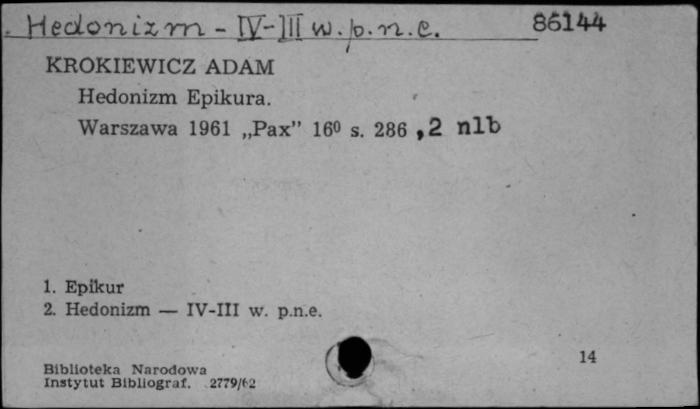 Hedonizm - IV-III w. p. n. e. 86144
KROKIEWICZ ADAM
Hedonizm Epikura.
Warszawa 1961 „Pax” 16⁰ s. 286 ,2 nlb
1. Epikur
2. Hedonizm — IV-III w. p.n.e.
14
Biblioteka Narodowa
Instytut Bibliograf. 2779/62